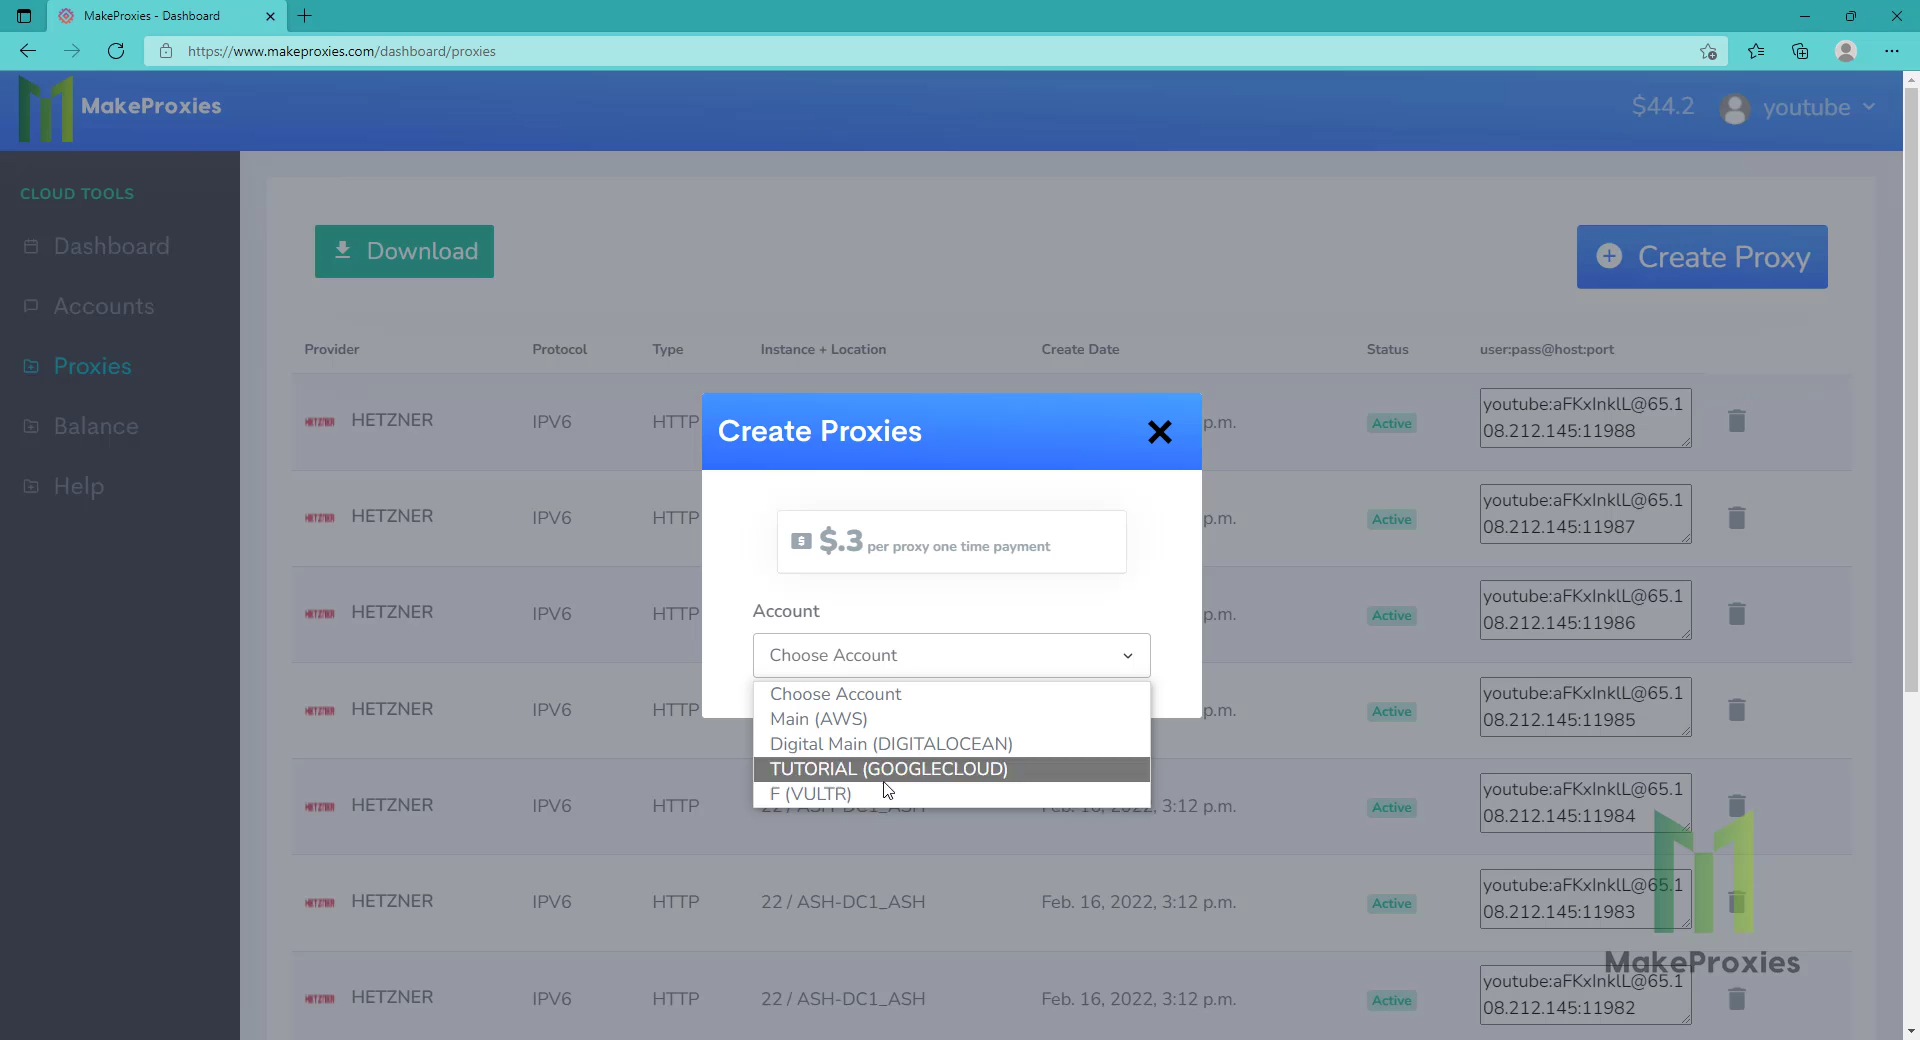 MakeProxies - Dashboard
https://www.makeproxies.com/dashboard/proxies
MakeProxies
$44.2
youtube
CLOUD TOOLS
Dashboard
Accounts
Proxies
Balance
Help
Download
Create Proxy
Provider Protocol Type Instance + Location Create Date Status user:pass@host:port
HETZNER IPV6 HTTP p.m. Active
youtube:aFKxInklL@65.1
08.212.145:11988
HETZNER IPV6 HTTP p.m. Active
youtube:aFKxInklL@65.1
08.212.145:11987
HETZNER IPV6 HTTP p.m. Active
youtube:aFKxInklL@65.1
08.212.145:11986
HETZNER IPV6 HTTP p.m. Active
youtube:aFKxInklL@65.1
08.212.145:11985
HETZNER IPV6 HTTP 22 / ASH-DC1_ASH Feb. 16, 2022, 3:12 p.m. Active
youtube:aFKxInklL@65.1
08.212.145:11984
HETZNER IPV6 HTTP 22 / ASH-DC1_ASH Feb. 16, 2022, 3:12 p.m. Active
youtube:aFKxInklL@65.1
08.212.145:11983
HETZNER IPV6 HTTP 22 / ASH-DC1_ASH Feb. 16, 2022, 3:12 p.m. Active
youtube:aFKxInklL@65.1
08.212.145:11982
Create Proxies
$.3 per proxy one time payment
Account
Choose Account
Choose Account
Main (AWS)
Digital Main (DIGITALOCEAN)
TUTORIAL (GOOGLECLOUD)
F (VULTR)
MakeProxies